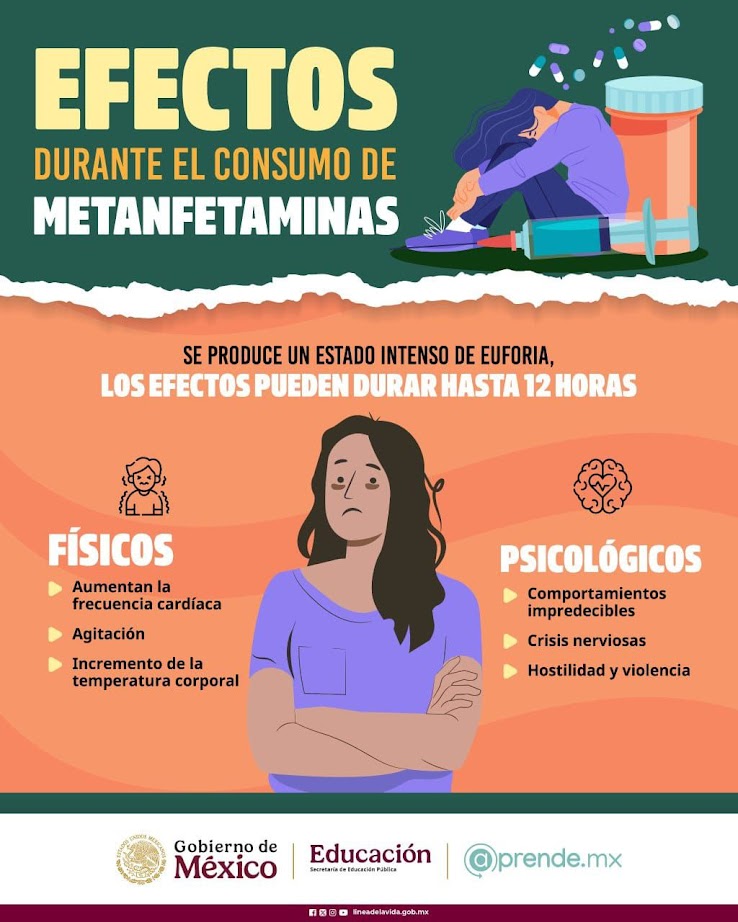 EFECTOS
DURANTE EL CONSUMO DE
METANFETAMINAS
SE PRODUCE UN ESTADO INTENSO DE EUFORIA,
LOS EFECTOS PUEDEN DURAR HASTA 12 HORAS
FÍSICOS
Aumentan la
frecuencia cardíaca
Agitación
Incremento de la
temperatura corporal
PSICOLÓGICOS
Comportamientos
impredecibles
Crisis nerviosas
Hostilidad y violencia
Gobierno de
México
Educación
Secretaría de Educación Pública
@prende.mx
lineadelavida.gob.mx